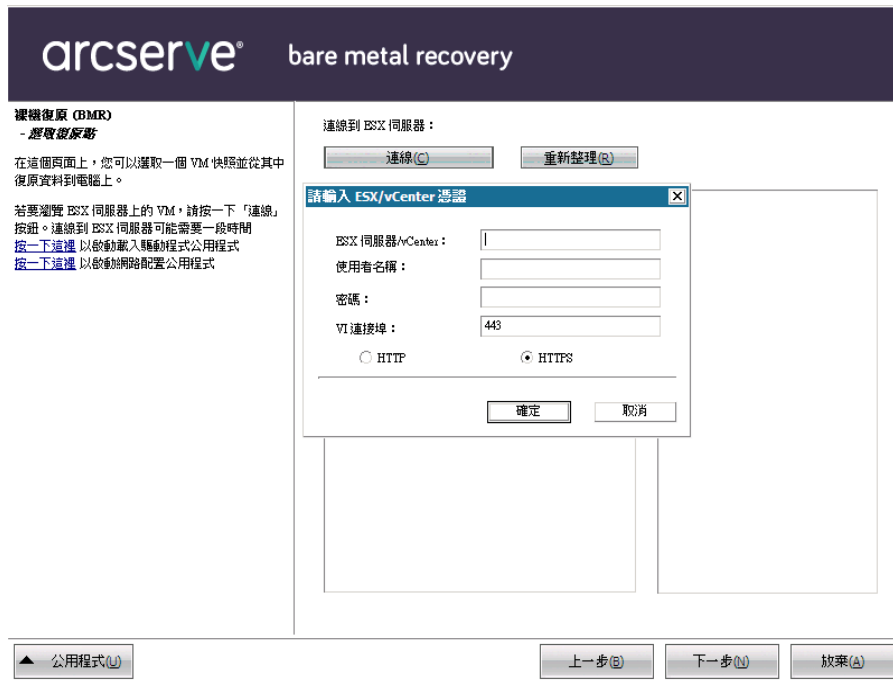 arcserve® bare metal recovery
裸機復原 (BMR)
- 選取復原點
在這個頁面上，您可以選取一個 VM 快照並從其中
復原資料到電腦上。
若要瀏覽 ESX 伺服器上的 VM，請按一下「連線」
按鈕。連線到 ESX 伺服器可能需要一段時間
按一下這裡 以啟動載入驅動程式公用程式
按一下這裡 以啟動網路配置公用程式
連線到 ESX 伺服器：
連線(C) 重新整理(R)
請輸入 ESX/vCenter 憑證
ESX 伺服器/vCenter：
使用者名稱：
密碼：
VI 連接埠： 443
HTTP HTTPS
確定 取消
公用程式(U) 上一步(B) 下一步(N) 放棄(A)